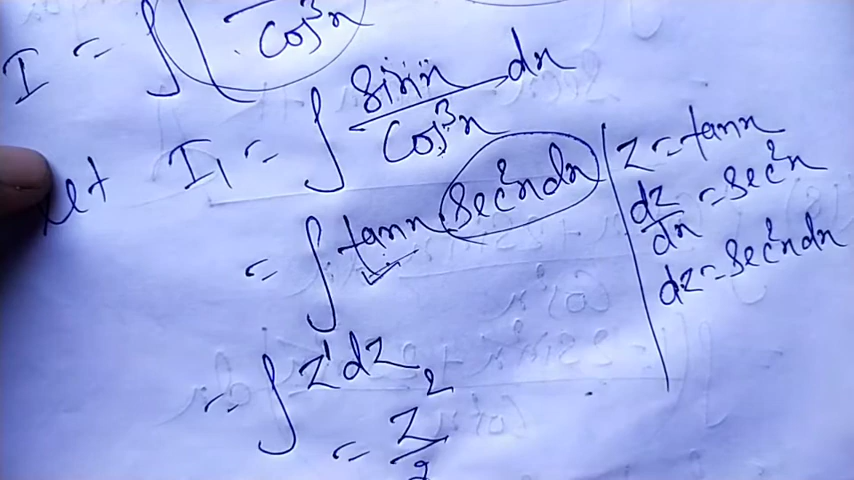 I = ∫ cos³x
Let I₁ = ∫ sinx/cos³x dx
= ∫ tanx sec²x dx
= ∫ z¹ dz
= z²/2
z = tanx
dz/dx = sec²x
dz = sec²x dx